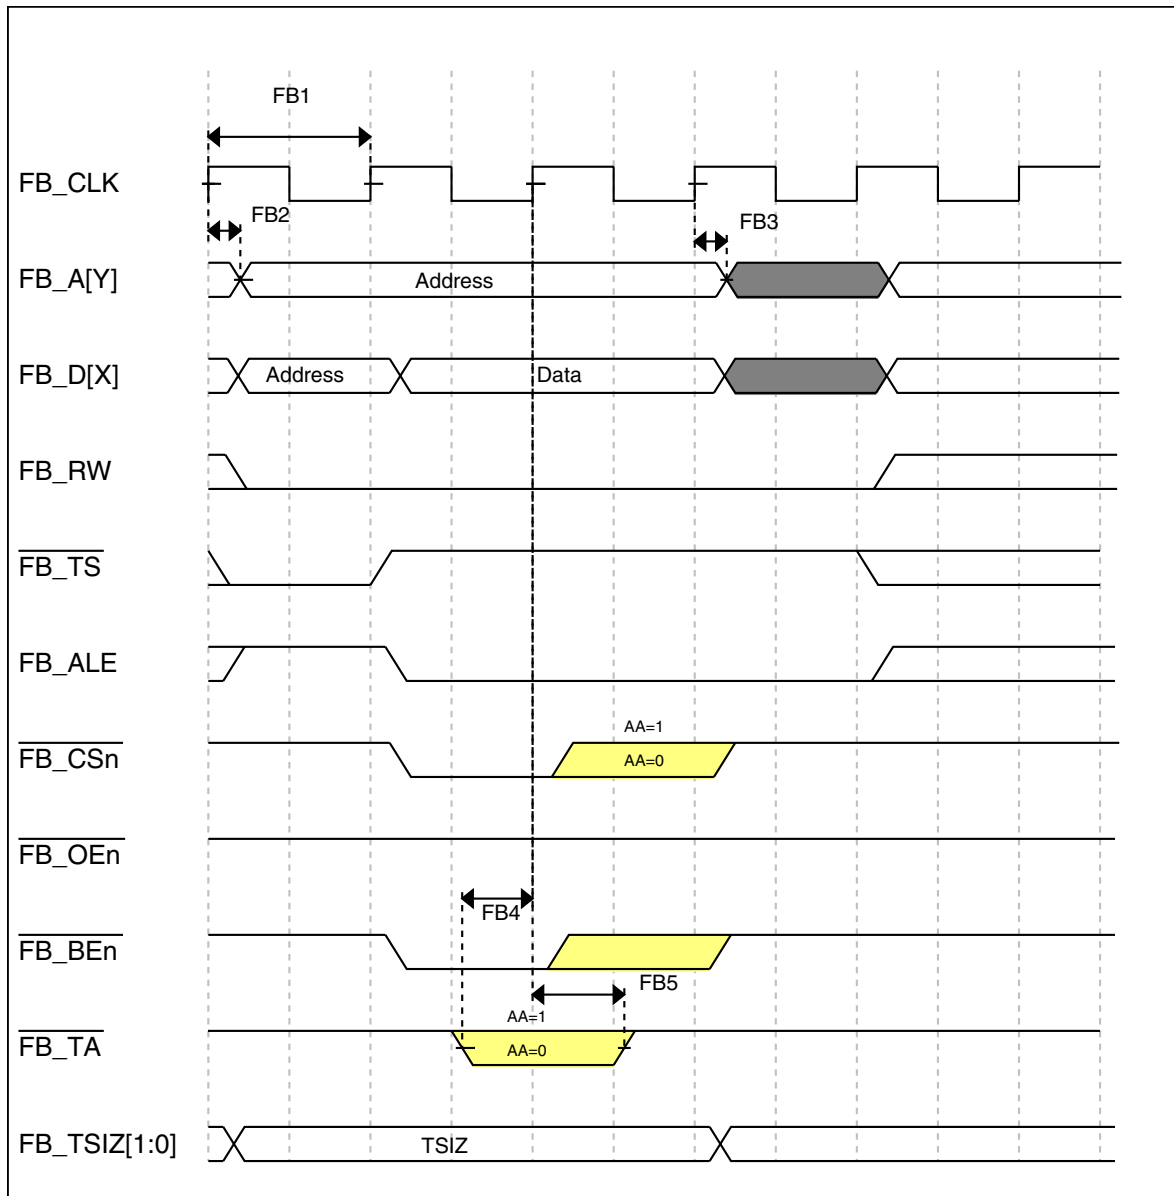 FB1
FB_CLK
FB2
FB3
FB_A[Y]
Address
FB_D[X]
Address
Data
FB_RW
FB_TS
FB_ALE
AA=1
FB_CSn
AA=0
FB_OEn
FB4
FB_BEn
FB5
AA=1
FB_TA
AA=0
FB_TSIZ[1:0]
TSIZ